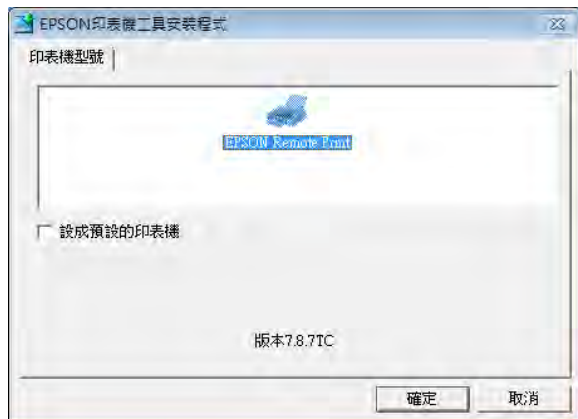 EPSON印表機工具安裝程式
印表機型號
EPSON Remote Print
設成預設的印表機
版本7.8.7TC
確定
取消